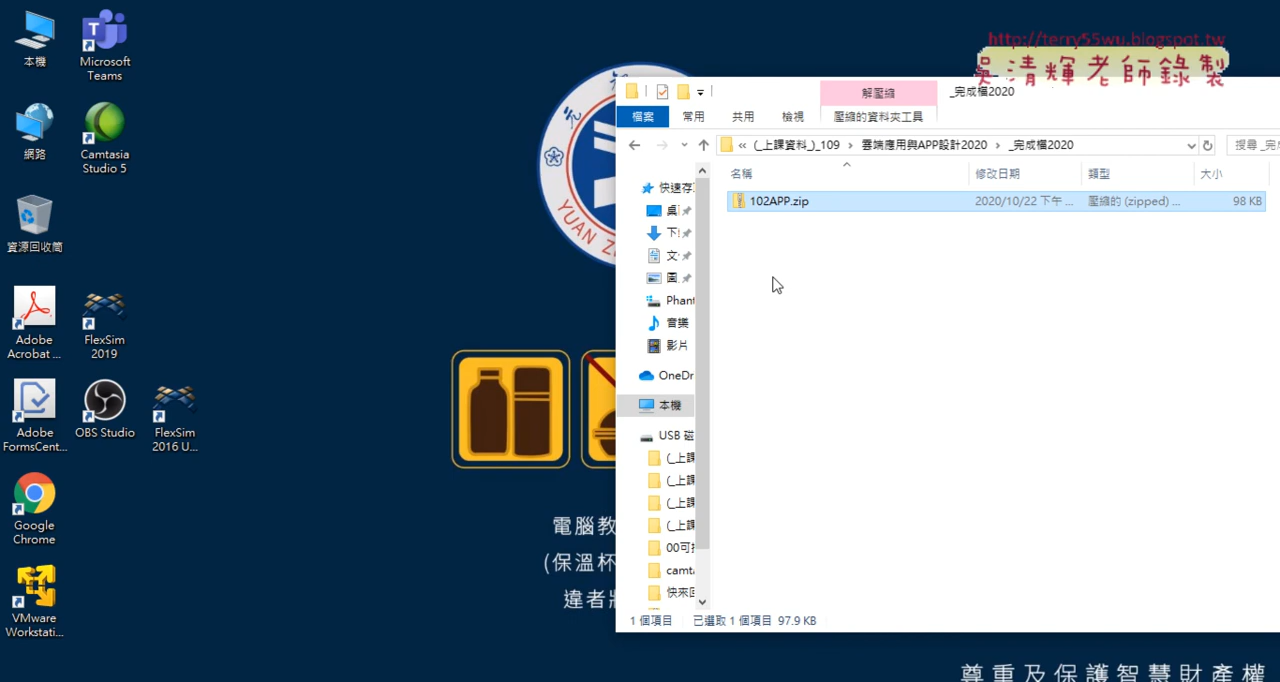 本機
Microsoft Teams
網路
Camtasia Studio 5
資源回收筒
Adobe Acrobat ...
FlexSim 2019
Adobe FormsCent...
OBS Studio
FlexSim 2016 U...
Google Chrome
VMware Workstati...
YUAN Z
元
電腦教
(保溫杯
違者
尊重及保護智慧財產權
http://terry55wu.blogspot.tw
吳清輝老師錄製
解壓縮
_完成檔2020
檔案
常用
共用
檢視
壓縮的資料夾工具
« (_上課資料_)_109 › 雲端應用與APP設計2020 › _完成檔2020
搜尋 _完
名稱
修改日期
類型
大小
102APP.zip
2020/10/22 下午 ...
壓縮的 (zipped) ...
98 KB
快速存
桌
下
文
圖
Phant
音樂
影片
OneDr
本機
USB 磁
(_上課
(_上課
(_上課
(_上課
00可
camta
快來
1 個項目
已選取 1 個項目 97.9 KB